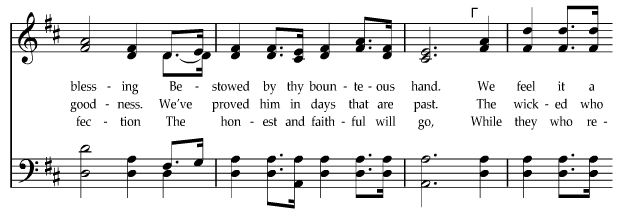 bless - ing Be - stowed by thy boun - te - ous hand. We feel it a
good - ness. We've proved him in days that are past. The wick - ed who
fec - tion The hon - est and faith - ful will go, While they who re -